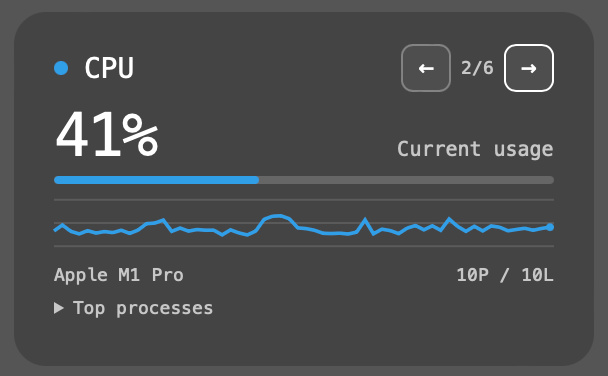 CPU
← 2/6 →
41%
Current usage
Apple M1 Pro
10P / 10L
▶ Top processes